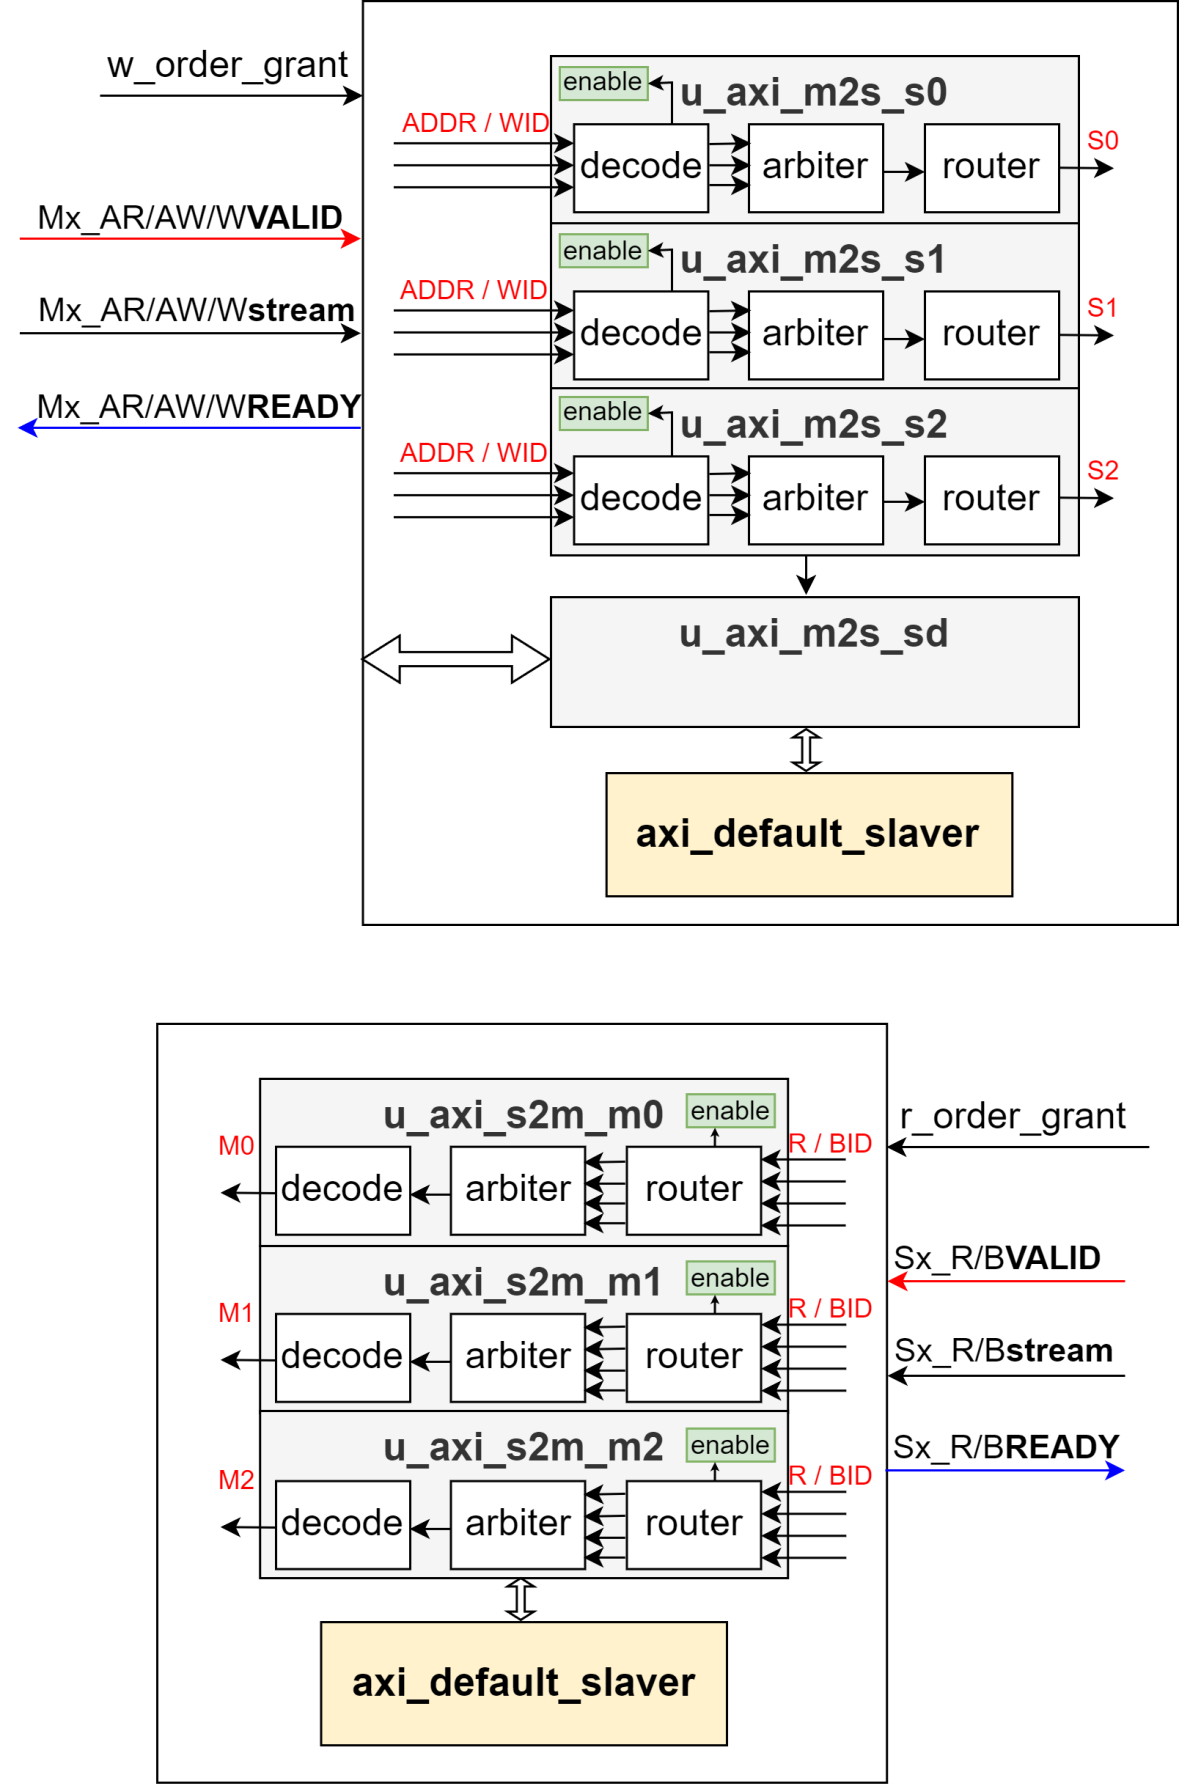 w_order_grant
Mx_AR/AW/WVALID
Mx_AR/AW/Wstream
Mx_AR/AW/WREADY
enable
u_axi_m2s_s0
ADDR / WID
decode
arbiter
router
S0
enable
u_axi_m2s_s1
ADDR / WID
decode
arbiter
router
S1
enable
u_axi_m2s_s2
ADDR / WID
decode
arbiter
router
S2
u_axi_m2s_sd
axi_default_slaver
u_axi_s2m_m0
enable
M0
decode
arbiter
router
R / BID
u_axi_s2m_m1
enable
M1
decode
arbiter
router
R / BID
u_axi_s2m_m2
enable
M2
decode
arbiter
router
R / BID
axi_default_slaver
r_order_grant
Sx_R/BVALID
Sx_R/Bstream
Sx_R/BREADY